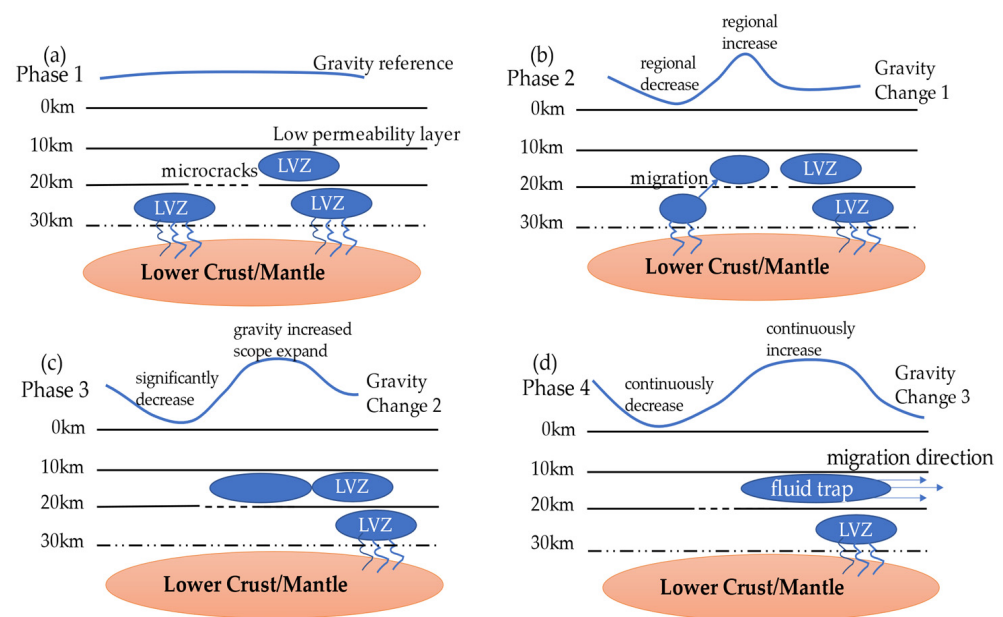 (a)
Phase 1
Gravity reference
0km
Low permeability layer
10km
microcracks
LVZ
20km
LVZ
LVZ
30km
Lower Crust/Mantle
(b)
Phase 2
regional
decrease
regional
increase
Gravity
Change 1
0km
10km
LVZ
migration
20km
LVZ
30km
Lower Crust/Mantle
(c)
Phase 3
significantly
decrease
gravity increased
scope expand
Gravity
Change 2
0km
10km
LVZ
20km
LVZ
30km
Lower Crust/Mantle
(d)
Phase 4
continuously
decrease
continuously
increase
Gravity
Change 3
0km
10km
migration direction
fluid trap
20km
LVZ
30km
Lower Crust/Mantle